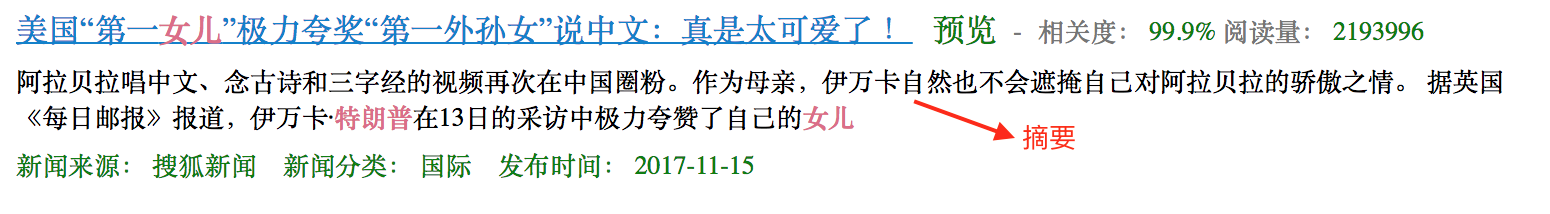 美国“第一女儿”极力夸奖“第一外孙女”说中文：真是太可爱了！ 预览 - 相关度： 99.9% 阅读量： 2193996
阿拉贝拉唱中文、念古诗和三字经的视频再次在中国圈粉。作为母亲，伊万卡自然也不会遮掩自己对阿拉贝拉的骄傲之情。 据英国
《每日邮报》报道，伊万卡·特朗普在13日的采访中极力夸赞了自己的女儿
摘要
新闻来源： 搜狐新闻 新闻分类： 国际 发布时间： 2017-11-15